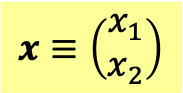 x ≡ (x₁
x₂)